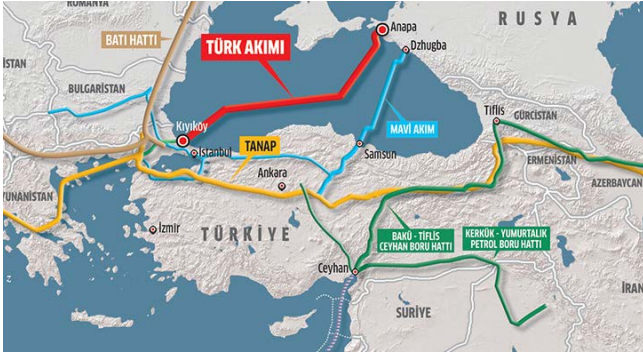 ROMANYA
RUSYA
Anapa
BATI HATTI
TÜRK AKIMI
Dzhugba
BULGARİSTAN
Kıyıköy
İstanbul
MAVİ AKIM
Tiflis
GÜRCİSTAN
TANAP
Samsun
ERMENİSTAN
Ankara
AZERBAYCAN
YUNANİSTAN
İzmir
TÜRKİYE
BAKÜ - TİFLİS
CEYHAN BORU HATTI
KERKÜK - YUMURTALIK
PETROL BORU HATTI
Ceyhan
İRAN
SURİYE